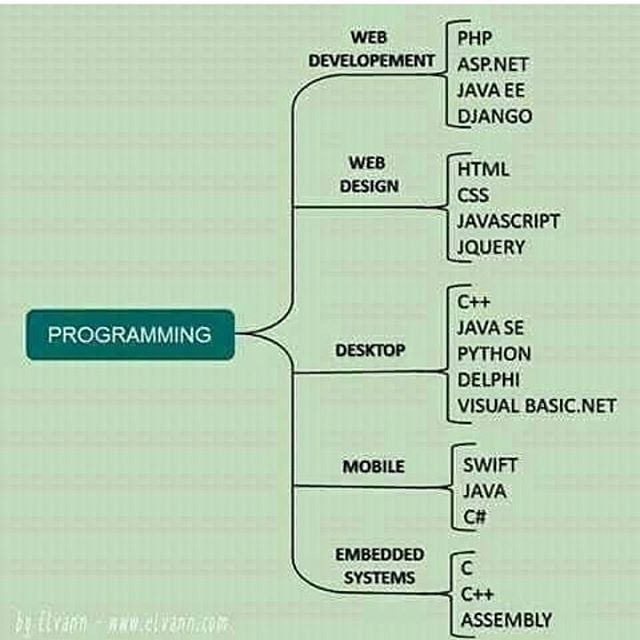 WEB
DEVELOPEMENT
PHP
ASP.NET
JAVA EE
DJANGO
WEB
DESIGN
HTML
CSS
JAVASCRIPT
JQUERY
PROGRAMMING
DESKTOP
C++
JAVA SE
PYTHON
DELPHI
VISUAL BASIC.NET
MOBILE
SWIFT
JAVA
C#
EMBEDDED
SYSTEMS
C
C++
ASSEMBLY
by Elvann - www.elvann.com